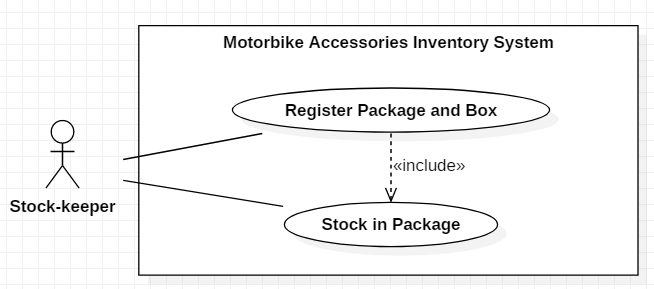 Motorbike Accessories Inventory System
Register Package and Box
«include»
Stock-keeper
Stock in Package